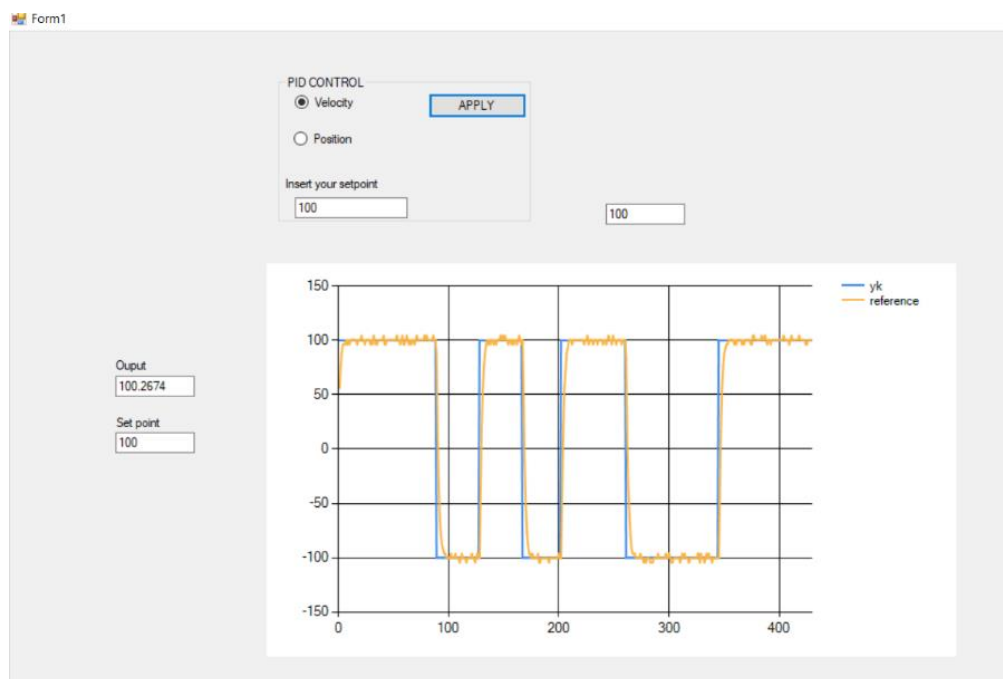 Form1
PID CONTROL
Velocity
APPLY
Position
Insert your setpoint
100
100
150
100
50
0
-50
-100
-150
0
100
200
300
400
yk
reference
Ouput
100.2674
Set point
100